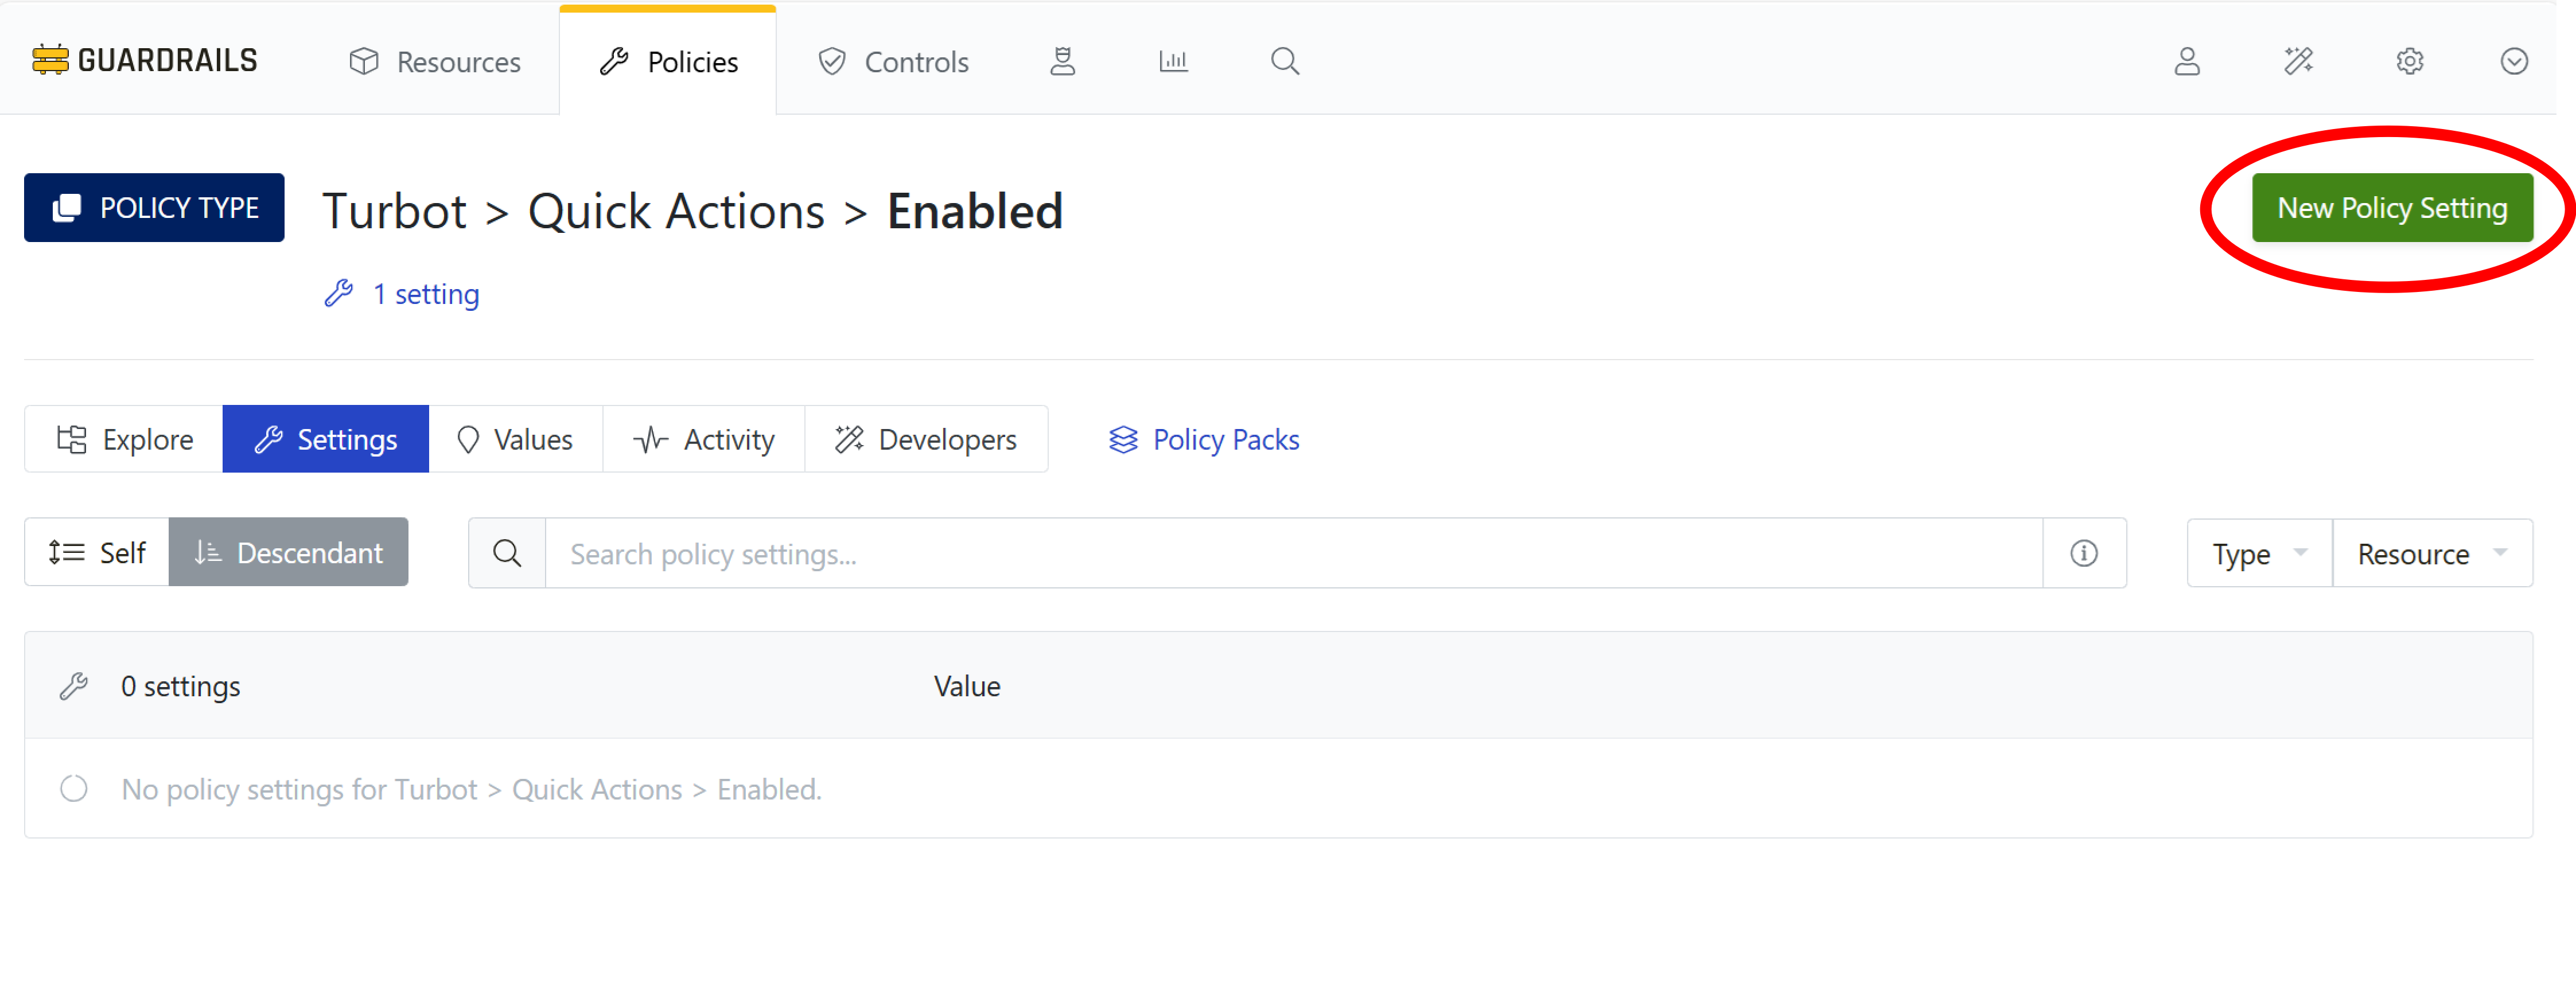 GUARDRAILS Resources Policies Controls
POLICY TYPE Turbot > Quick Actions > Enabled New Policy Setting
1 setting
Explore Settings Values Activity Developers Policy Packs
Self Descendant Search policy settings... Type Resource
0 settings Value
No policy settings for Turbot > Quick Actions > Enabled.